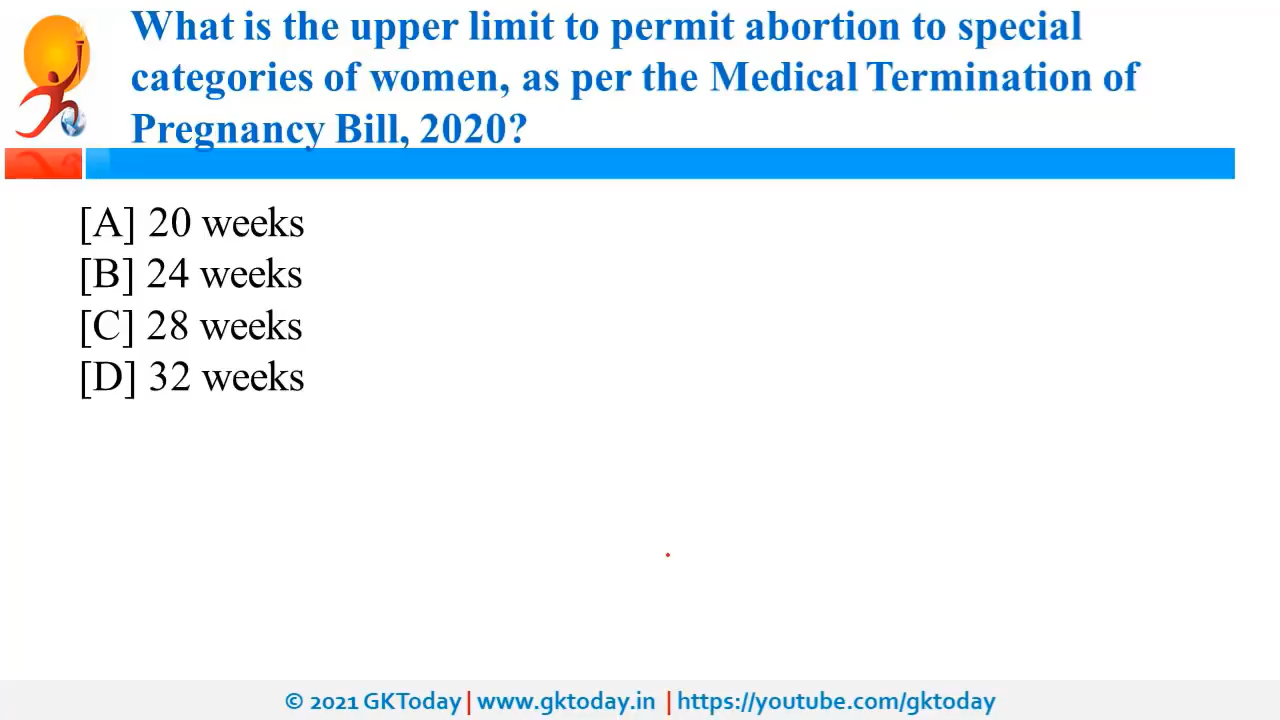 What is the upper limit to permit abortion to special
categories of women, as per the Medical Termination of
Pregnancy Bill, 2020?
[A] 20 weeks
[B] 24 weeks
[C] 28 weeks
[D] 32 weeks
© 2021 GKToday | www.gktoday.in | https://youtube.com/gktoday